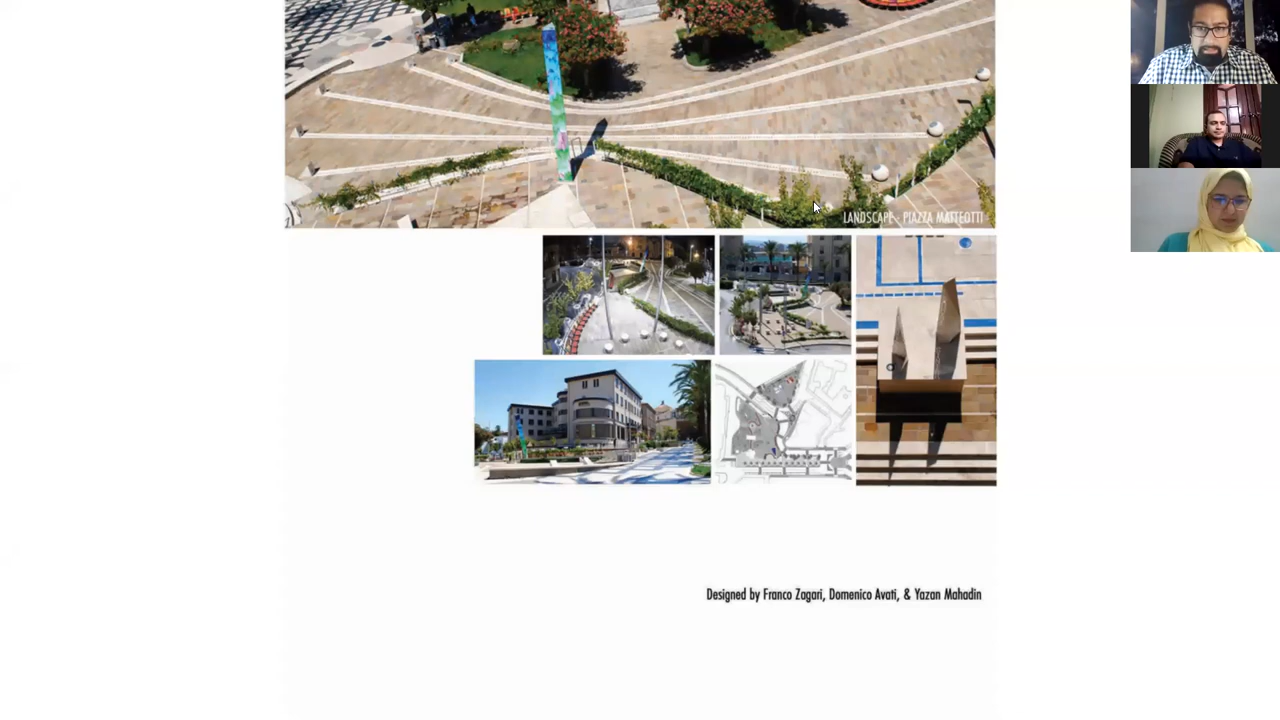 LANDSCAPE - PIAZZA MATTEOTTI
Designed by Franco Zagari, Domenico Avati, & Yazan Mahadin